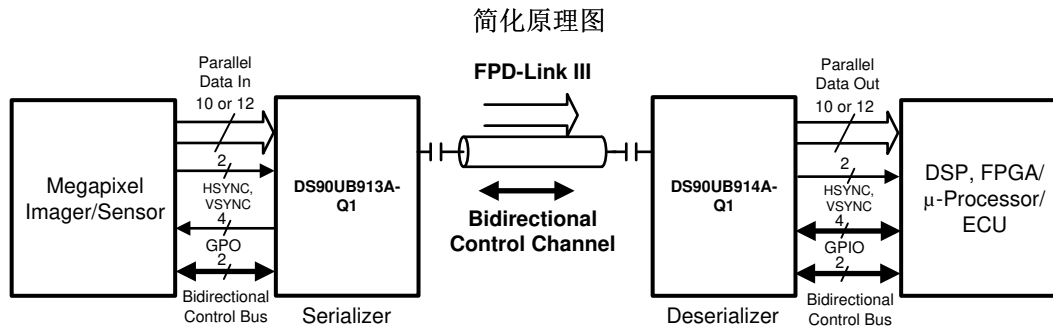 简化原理图
Parallel
Data In
10 or 12
2
HSYNC,
VSYNC
4
GPO
2
Bidirectional
Control Bus
Megapixel
Imager/Sensor
DS90UB913A-
Q1
Serializer
FPD-Link III
Bidirectional
Control Channel
DS90UB914A-
Q1
Deserializer
Parallel
Data Out
10 or 12
2
HSYNC,
VSYNC
4
GPIO
2
Bidirectional
Control Bus
DSP, FPGA/
μ-Processor/
ECU